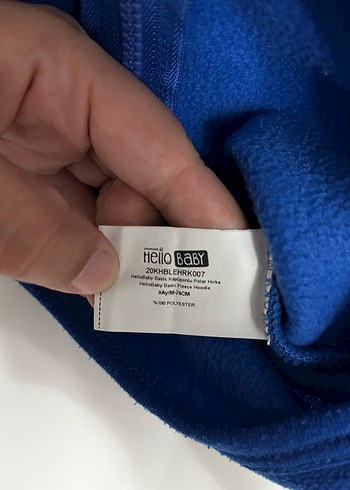 HeLLO BABY
20KHBLEHRK007
HelloBaby Basic Kapüşonlu Polar Hırka
HelloBaby Basic Fleece Hoodie
9Ay/M-74CM
%100 POLYESTER